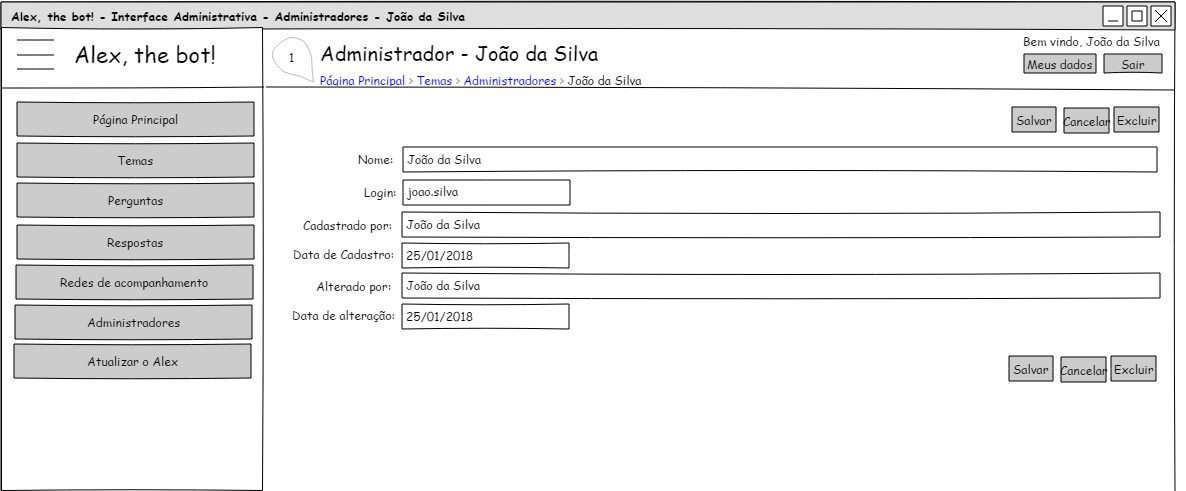 Alex, the bot! - Interface Administrativa - Administradores - João da Silva
Alex, the bot!
1
Administrador - João da Silva
Página Principal > Temas > Administradores > João da Silva
Bem vindo, João da Silva
Meus dados
Sair
Página Principal
Temas
Perguntas
Respostas
Redes de acompanhamento
Administradores
Atualizar o Alex
Salvar
Cancelar
Excluir
Nome: João da Silva
Login: joao.silva
Cadastrado por: João da Silva
Data de Cadastro: 25/01/2018
Alterado por: João da Silva
Data de alteração: 25/01/2018
Salvar
Cancelar
Excluir